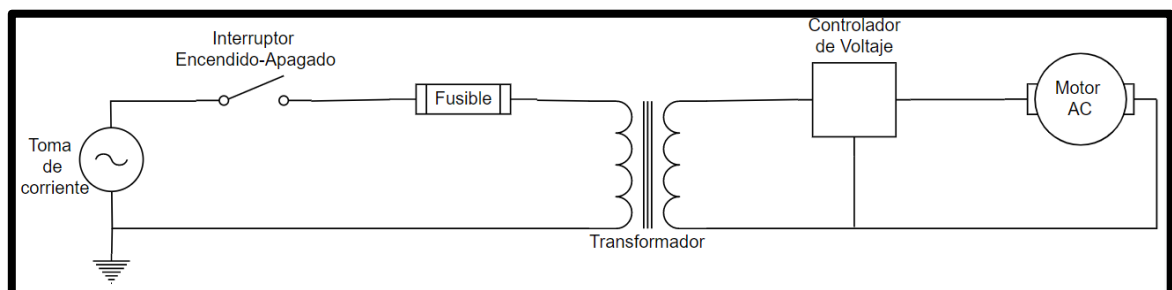 Interruptor
Encendido-Apagado
Fusible
Controlador
de Voltaje
Motor
AC
Toma
de
corriente
Transformador